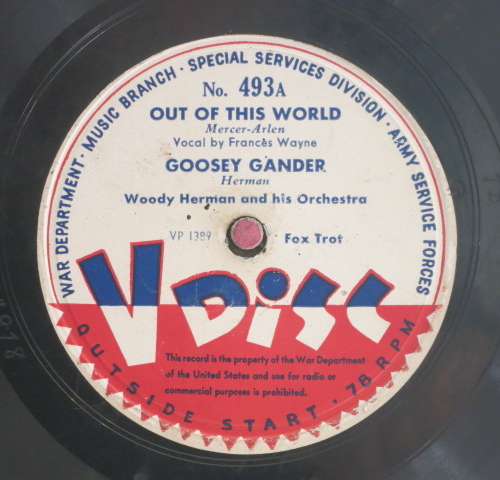 WAR DEPARTMENT · MUSIC BRANCH · SPECIAL SERVICES DIVISION · ARMY SERVICE FORCES
No. 493A
OUT OF THIS WORLD
Mercer-Arlen
Vocal by Frances Wayne
GOOSEY GANDER
Herman
Woody Herman and his Orchestra
VP 1389 Fox Trot
V DISC
This record is the property of the War Department
of the United States and use for radio or
commercial purposes is prohibited.
OUTSIDE START · 78 RPM